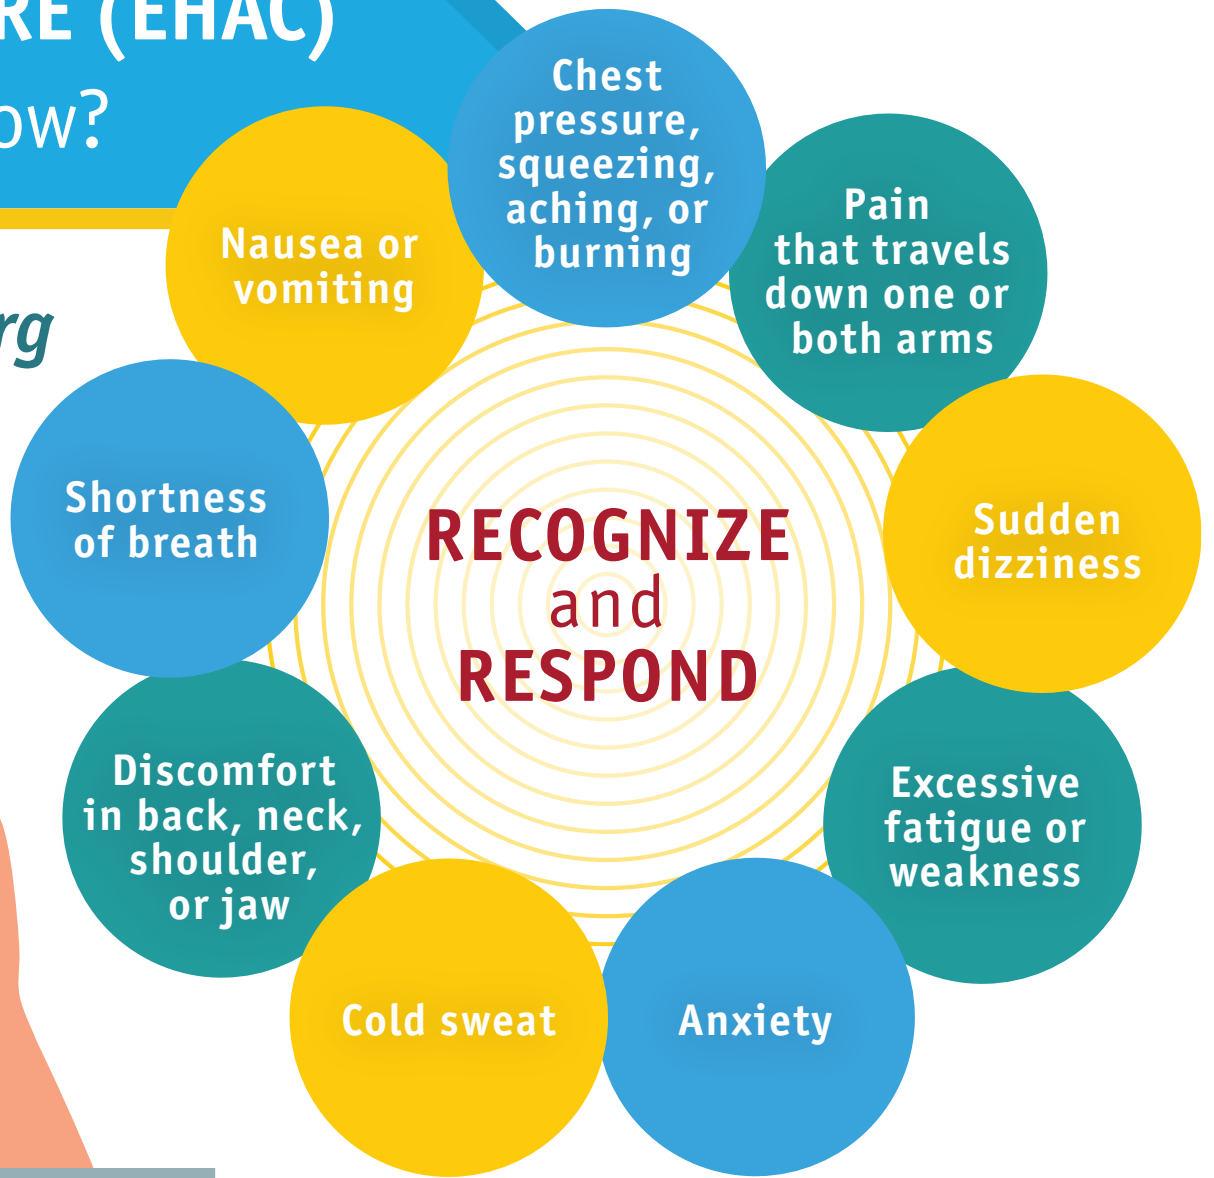 RE (EHAC)
ow?
rg
Chest
pressure,
squeezing,
aching, or
burning
Pain
that travels
down one or
both arms
Sudden
dizziness
Excessive
fatigue or
weakness
Anxiety
Cold sweat
Discomfort
in back, neck,
shoulder,
or jaw
Shortness
of breath
Nausea or
vomiting
RECOGNIZE
and
RESPOND